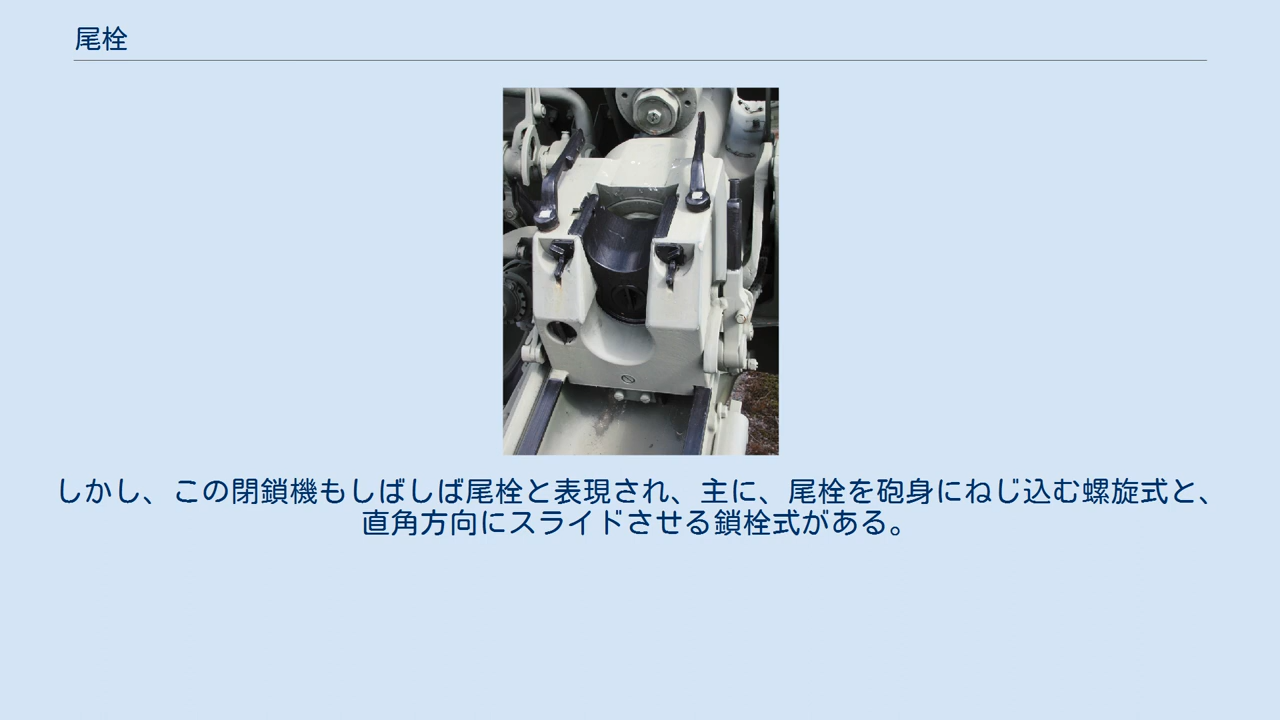 尾栓
しかし、この閉鎖機もしばしば尾栓と表現され、主に、尾栓を砲身にねじ込む螺旋式と、
直角方向にスライドさせる鎖栓式がある。